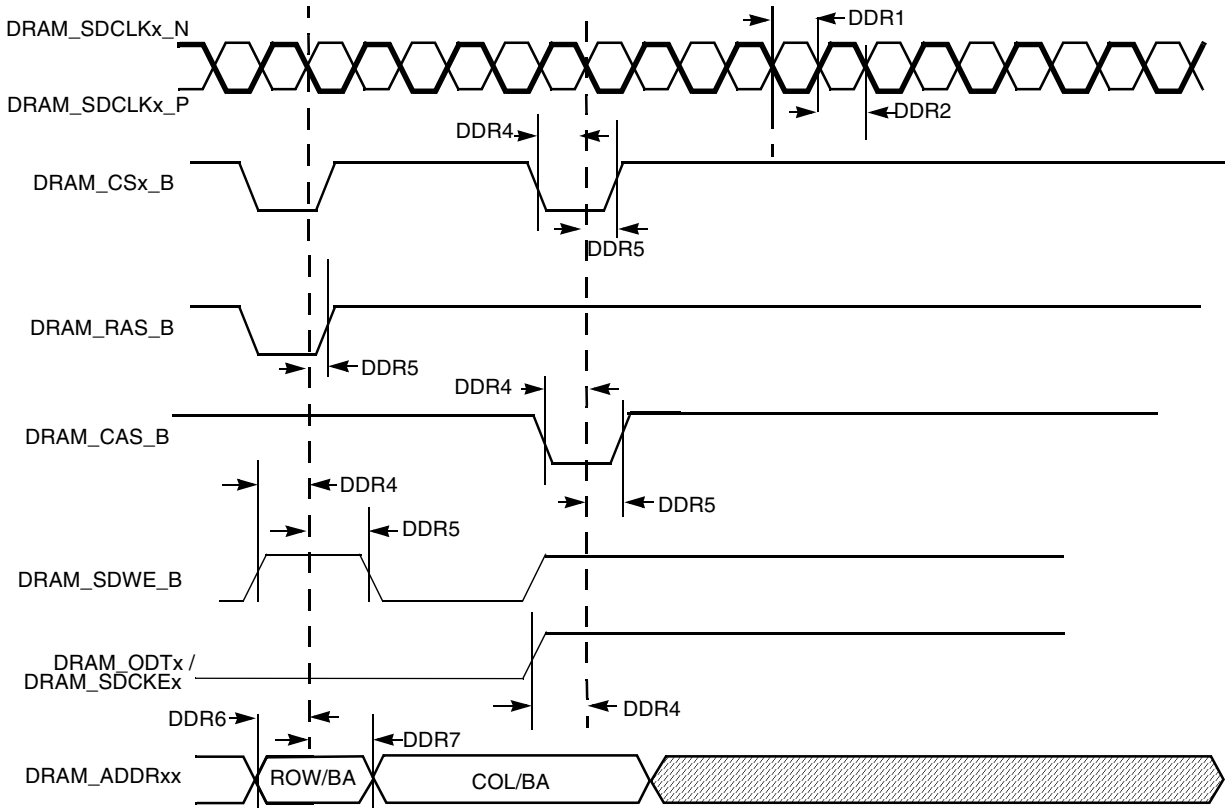 DRAM_SDCLKx_N
DDR1
DRAM_SDCLKx_P
DDR2
DDR4
DRAM_CSx_B
DDR5
DRAM_RAS_B
DDR5
DDR4
DRAM_CAS_B
DDR4
DDR5
DDR5
DRAM_SDWE_B
DRAM_ODTx /
DRAM_SDCKEx
DDR4
DDR6
DDR7
DRAM_ADDRxx
ROW/BA
COL/BA